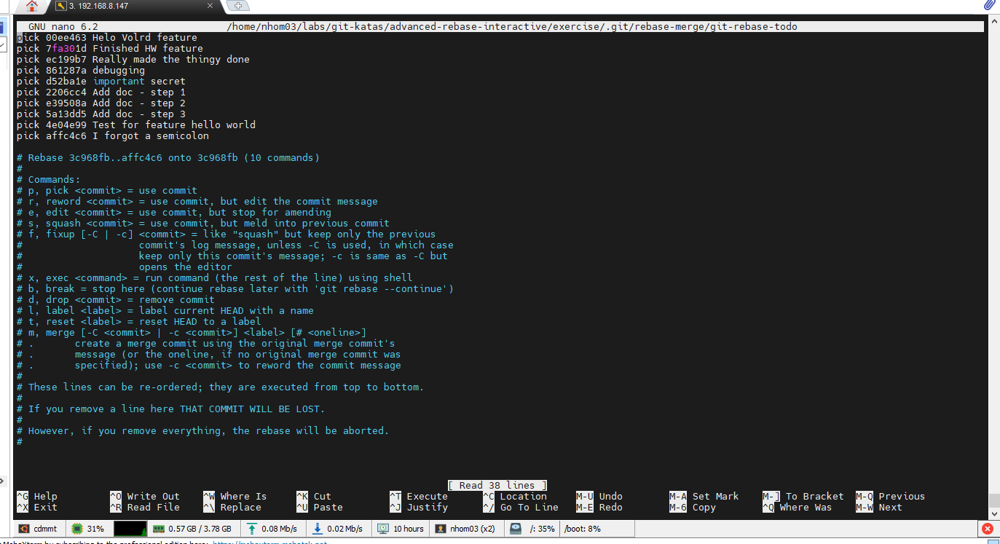 3. 192.168.8.147
GNU nano 6.2 /home/nhom03/labs/git-katas/advanced-rebase-interactive/exercise/.git/rebase-merge/git-rebase-todo
pick 00ee463 Helo Volrd feature
pick 7fa301d Finished HW feature
pick ec199b7 Really made the thingy done
pick 861287a debugging
pick d52ba1e important secret
pick 2206cc4 Add doc - step 1
pick e39508a Add doc - step 2
pick 5a13dd5 Add doc - step 3
pick 4e04e99 Test for feature hello world
pick affc4c6 I forgot a semicolon
# Rebase 3c968fb..affc4c6 onto 3c968fb (10 commands)
#
# Commands:
# p, pick <commit> = use commit
# r, reword <commit> = use commit, but edit the commit message
# e, edit <commit> = use commit, but stop for amending
# s, squash <commit> = use commit, but meld into previous commit
# f, fixup [-C | -c] <commit> = like "squash" but keep only the previous
# commit's log message, unless -C is used, in which case
# keep only this commit's message; -c is same as -C but
# opens the editor
# x, exec <command> = run command (the rest of the line) using shell
# b, break = stop here (continue rebase later with 'git rebase --continue')
# d, drop <commit> = remove commit
# l, label <label> = label current HEAD with a name
# t, reset <label> = reset HEAD to a label
# m, merge [-C <commit> | -c <commit>] <label> [# <oneline>]
# . create a merge commit using the original merge commit's
# . message (or the oneline, if no original merge commit was
# . specified); use -c <commit> to reword the commit message
#
# These lines can be re-ordered; they are executed from top to bottom.
#
# If you remove a line here THAT COMMIT WILL BE LOST.
#
# However, if you remove everything, the rebase will be aborted.
#
[ Read 38 lines ]
^G Help ^O Write Out ^W Where Is ^K Cut ^T Execute ^C Location M-U Undo M-A Set Mark M-] To Bracket M-Q Previous
^X Exit ^R Read File ^\ Replace ^U Paste ^J Justify ^/ Go To Line M-E Redo M-6 Copy ^Q Where Was M-W Next
cdmmt 31% 0.57 GB / 3.78 GB 0.08 Mb/s 0.02 Mb/s 10 hours nhom03 (x2) /: 35% /boot: 8%